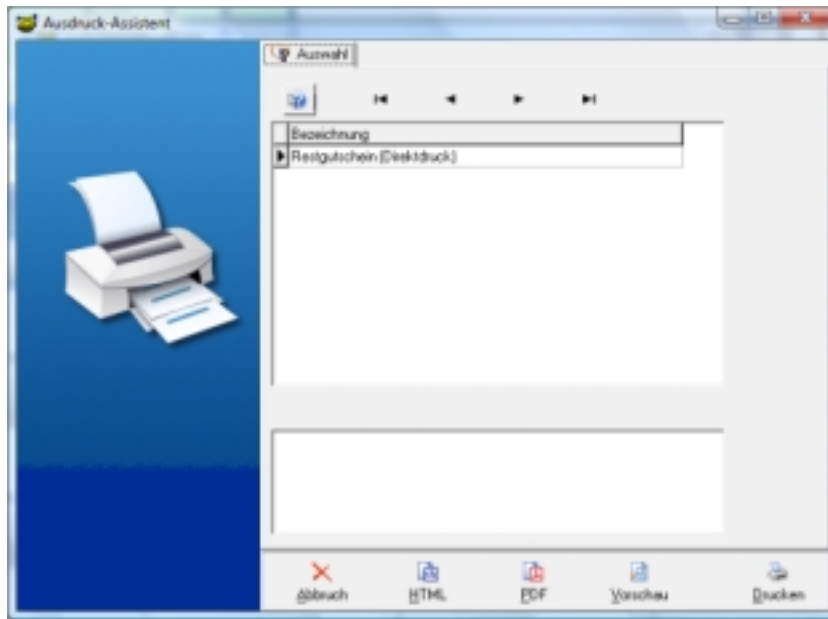 Ausdruck-Assistent
Auswahl
Bezeichnung
Restgutschein (Direktdruck)
Abbruch
HTML
PDF
Vorschau
Drucken